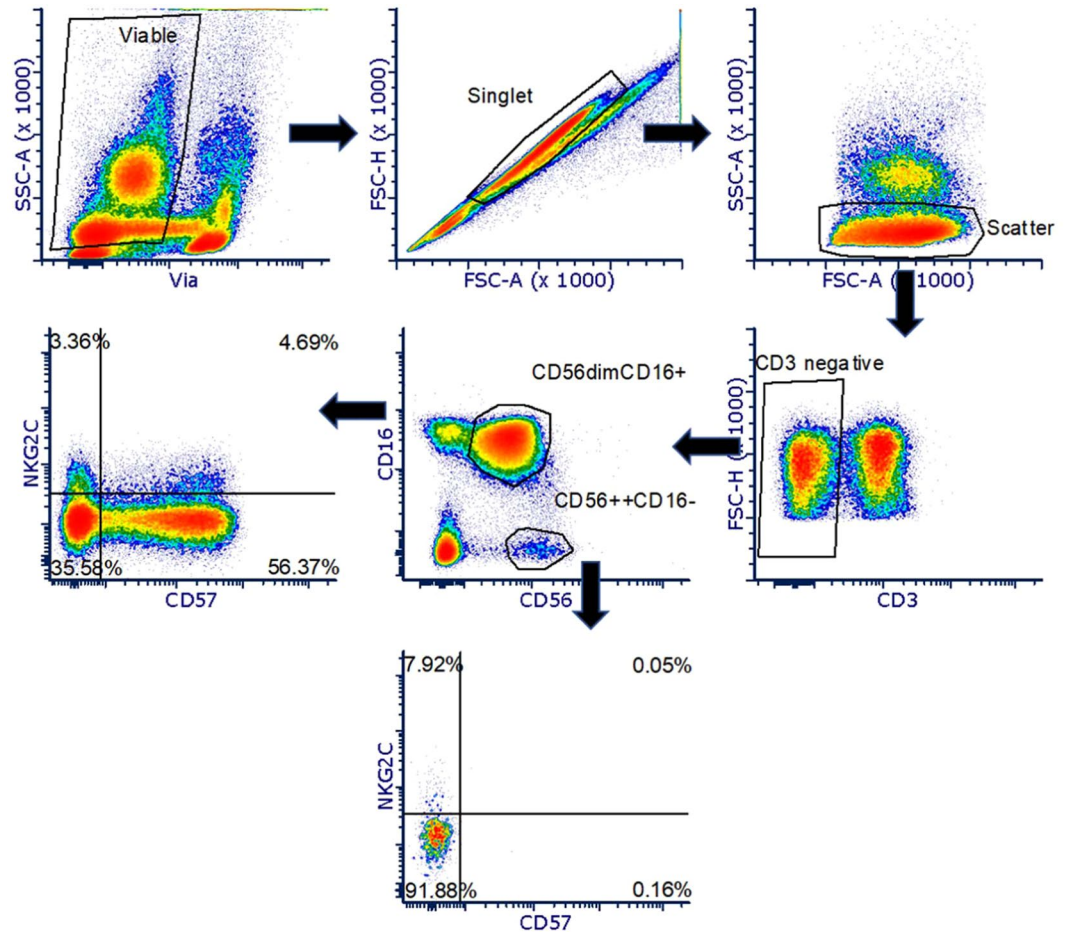 Viable
SSC-A (x 1000)
Via
Singlet
FSC-H (x 1000)
FSC-A (x 1000)
SSC-A (x 1000)
Scatter
FSC-A (x 1000)
3.36%
4.69%
NKG2C
35.58%
56.37%
CD57
CD56dimCD16+
CD16
CD56++CD16-
CD56
CD3 negative
FSC-H (x 1000)
CD3
7.92%
0.05%
NKG2C
91.88%
0.16%
CD57